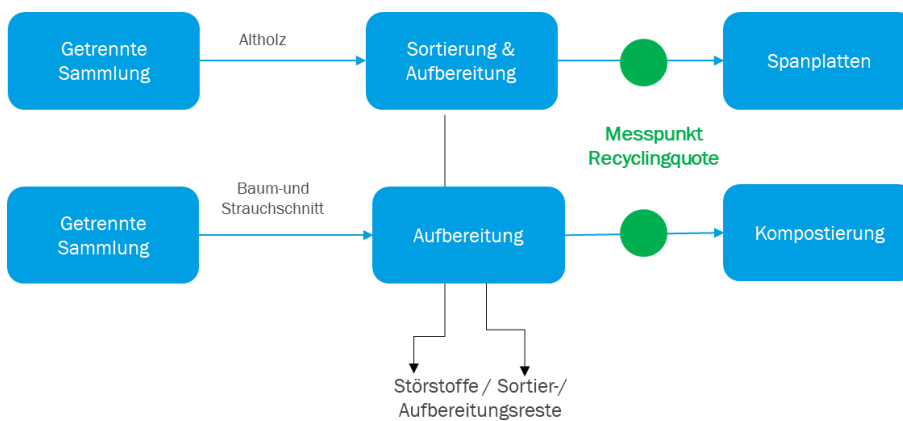 Getrennte
Sammlung
Altholz
Sortierung &
Aufbereitung
Spanplatten
Messpunkt
Recyclingquote
Getrennte
Sammlung
Baum-und
Strauchschnitt
Aufbereitung
Kompostierung
Störstoffe / Sortier-/
Aufbereitungsreste